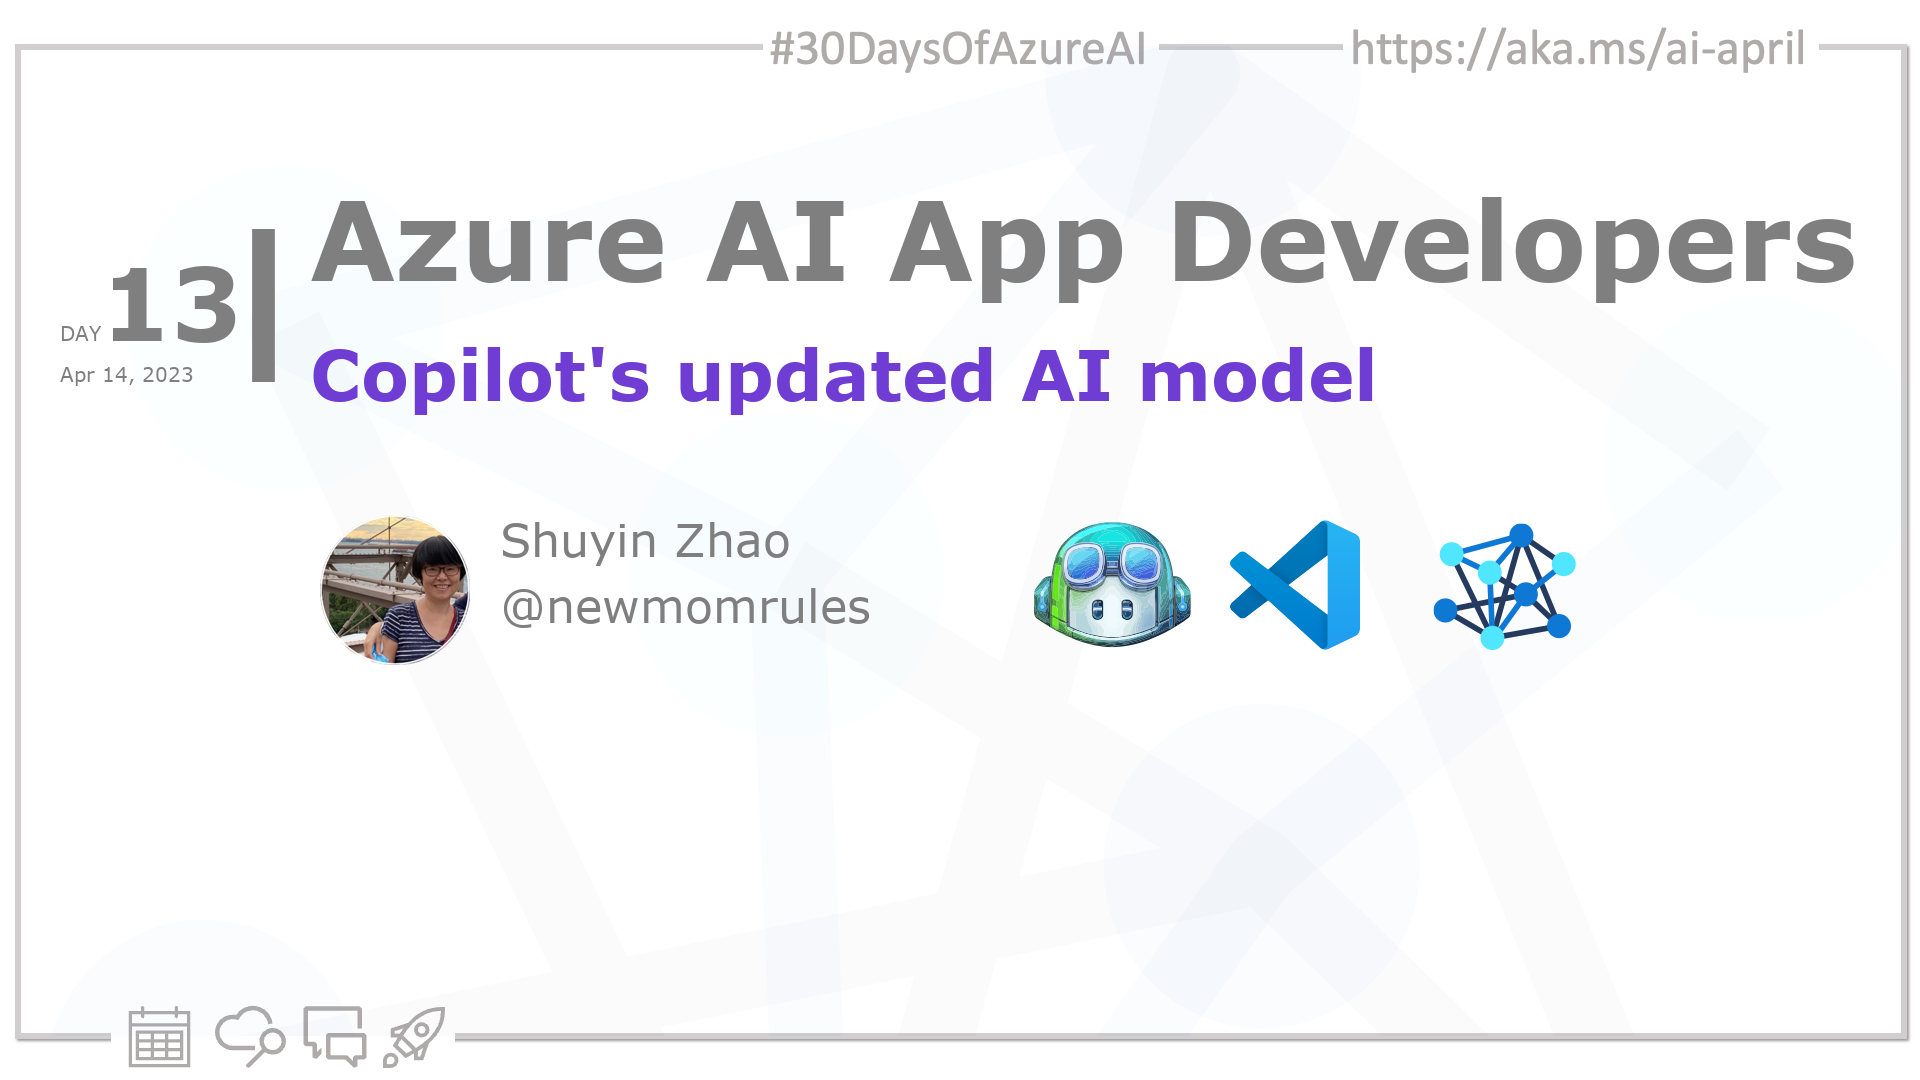 #30DaysOfAzureAI
https://aka.ms/ai-april
Azure AI App Developers
DAY 13
Apr 14, 2023
Copilot's updated AI model
Shuyin Zhao
@newmomrules